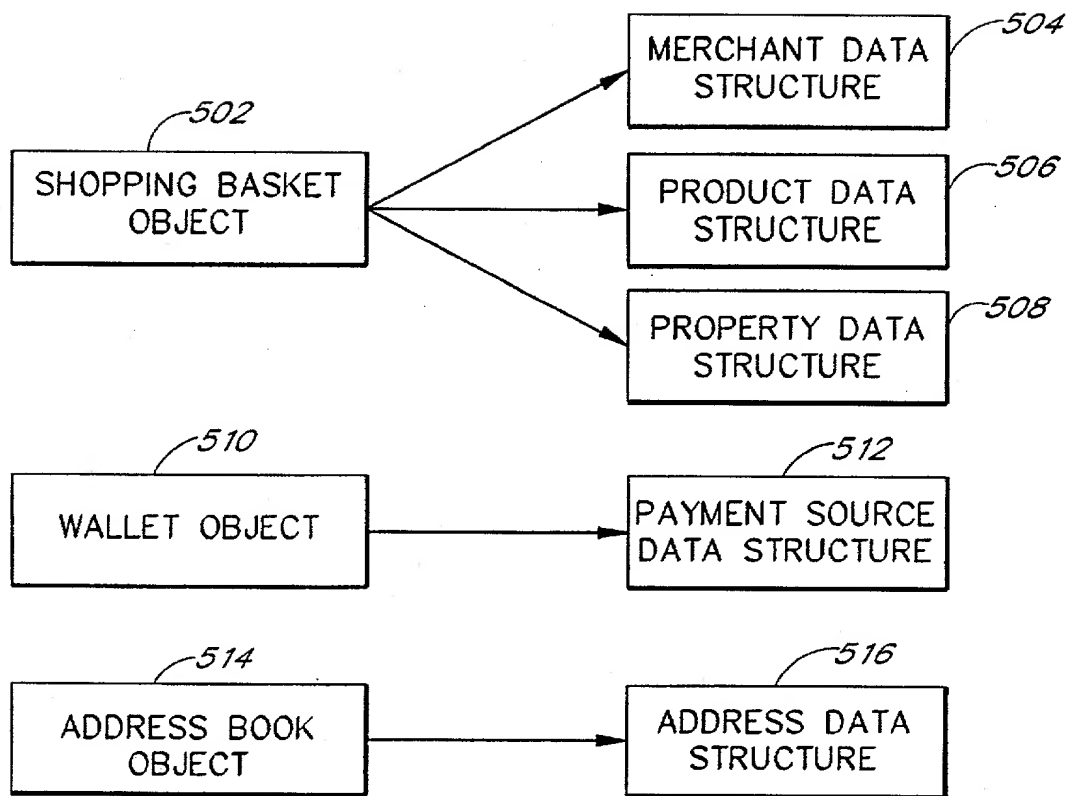 504
MERCHANT DATA
STRUCTURE
502
SHOPPING BASKET
OBJECT
506
PRODUCT DATA
STRUCTURE
508
PROPERTY DATA
STRUCTURE
510
WALLET OBJECT
512
PAYMENT SOURCE
DATA STRUCTURE
514
ADDRESS BOOK
OBJECT
516
ADDRESS DATA
STRUCTURE